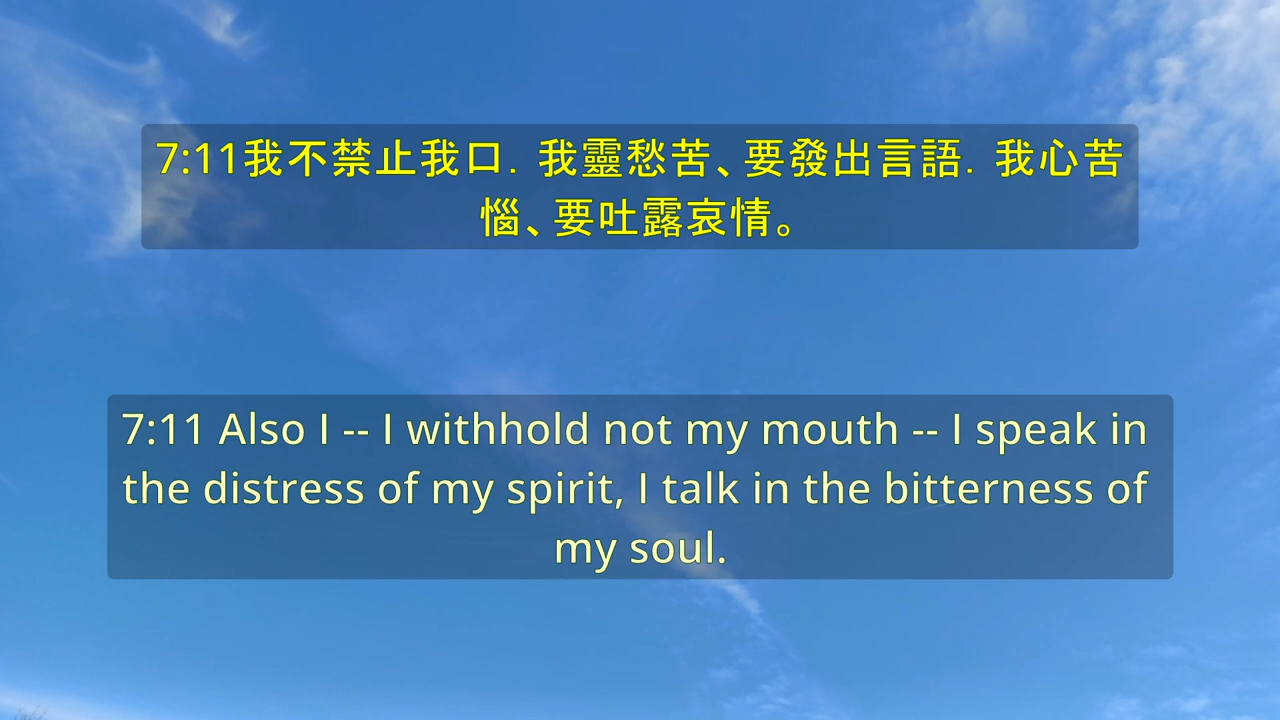 7:11我不禁止我口．我靈愁苦、要發出言語．我心苦
惱、要吐露哀情。
7:11 Also I -- I withhold not my mouth -- I speak in
the distress of my spirit, I talk in the bitterness of
my soul.